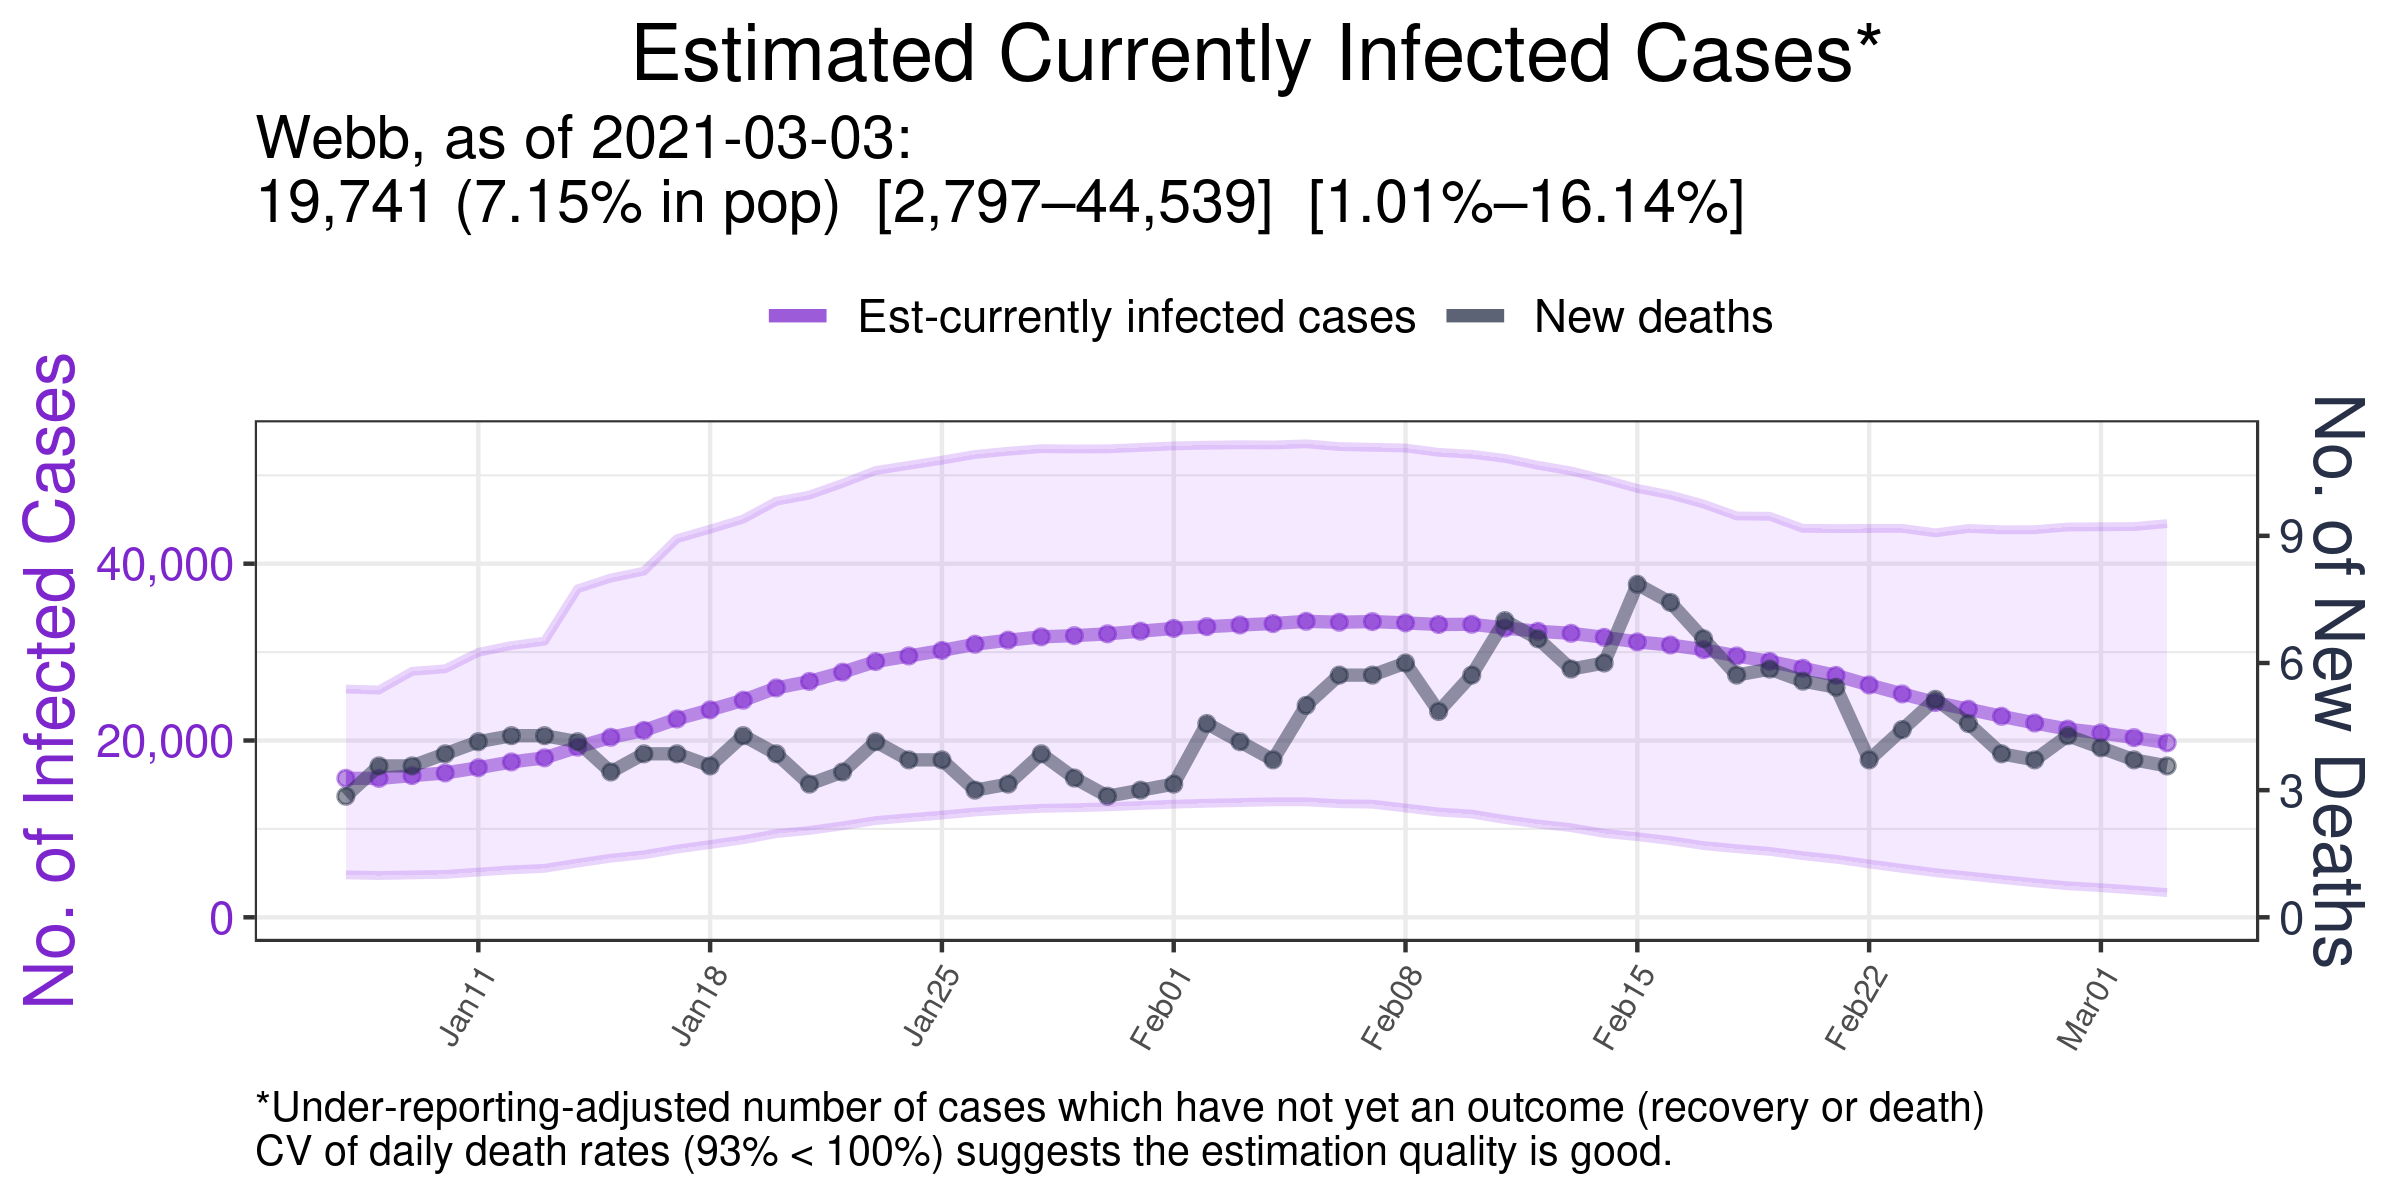 Estimated Currently Infected Cases*
Webb, as of 2021-03-03:
19,741 (7.15% in pop)  [2,797–44,539]  [1.01%–16.14%]
Est-currently infected cases
New deaths
No. of Infected Cases
40,000
20,000
0
No. of New Deaths
9
6
3
0
Jan11
Jan18
Jan25
Feb01
Feb08
Feb15
Feb22
Mar01
*Under-reporting-adjusted number of cases which have not yet an outcome (recovery or death)
CV of daily death rates (93% < 100%) suggests the estimation quality is good.